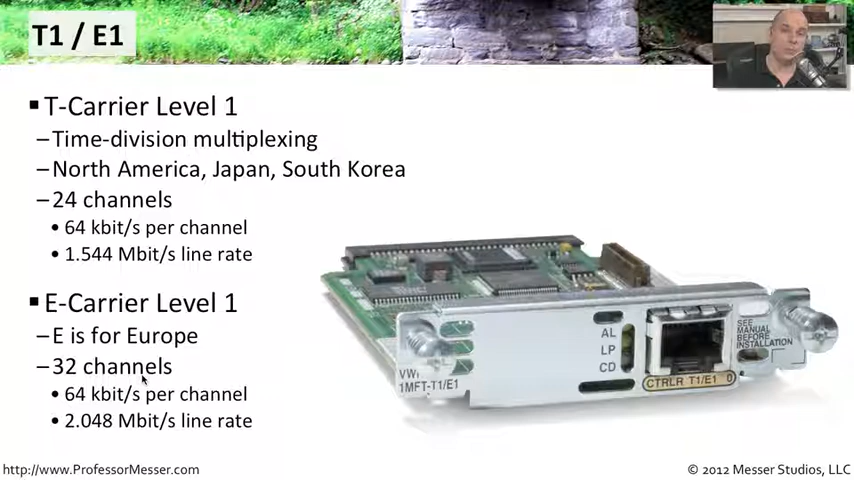 T1 / E1
▪ T-Carrier Level 1
– Time-division multiplexing
– North America, Japan, South Korea
– 24 channels
• 64 kbit/s per channel
• 1.544 Mbit/s line rate
▪ E-Carrier Level 1
– E is for Europe
– 32 channels
• 64 kbit/s per channel
• 2.048 Mbit/s line rate
AL
LP
CD
SEE
MANUAL
BEFORE
INSTALLATION
VWI
1MFT-T1/E1
CTRLR T1/E1 0
http://www.ProfessorMesser.com
© 2012 Messer Studios, LLC